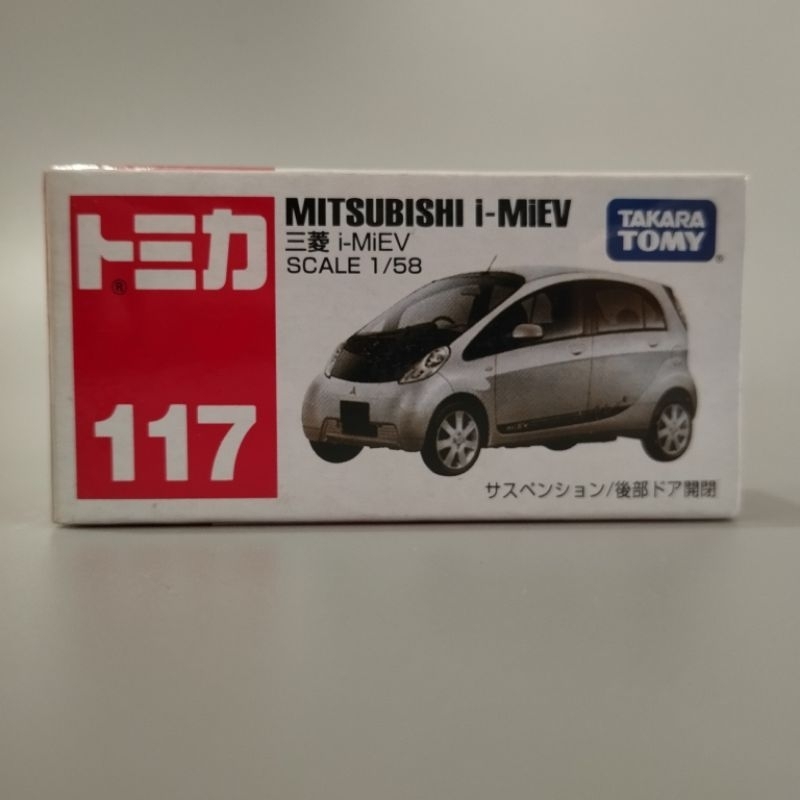 トミカ
®
117
MITSUBISHI i-MiEV
三菱 i-MiEV
SCALE 1/58
TAKARA
TOMY®
サスペンション/後部ドア開閉